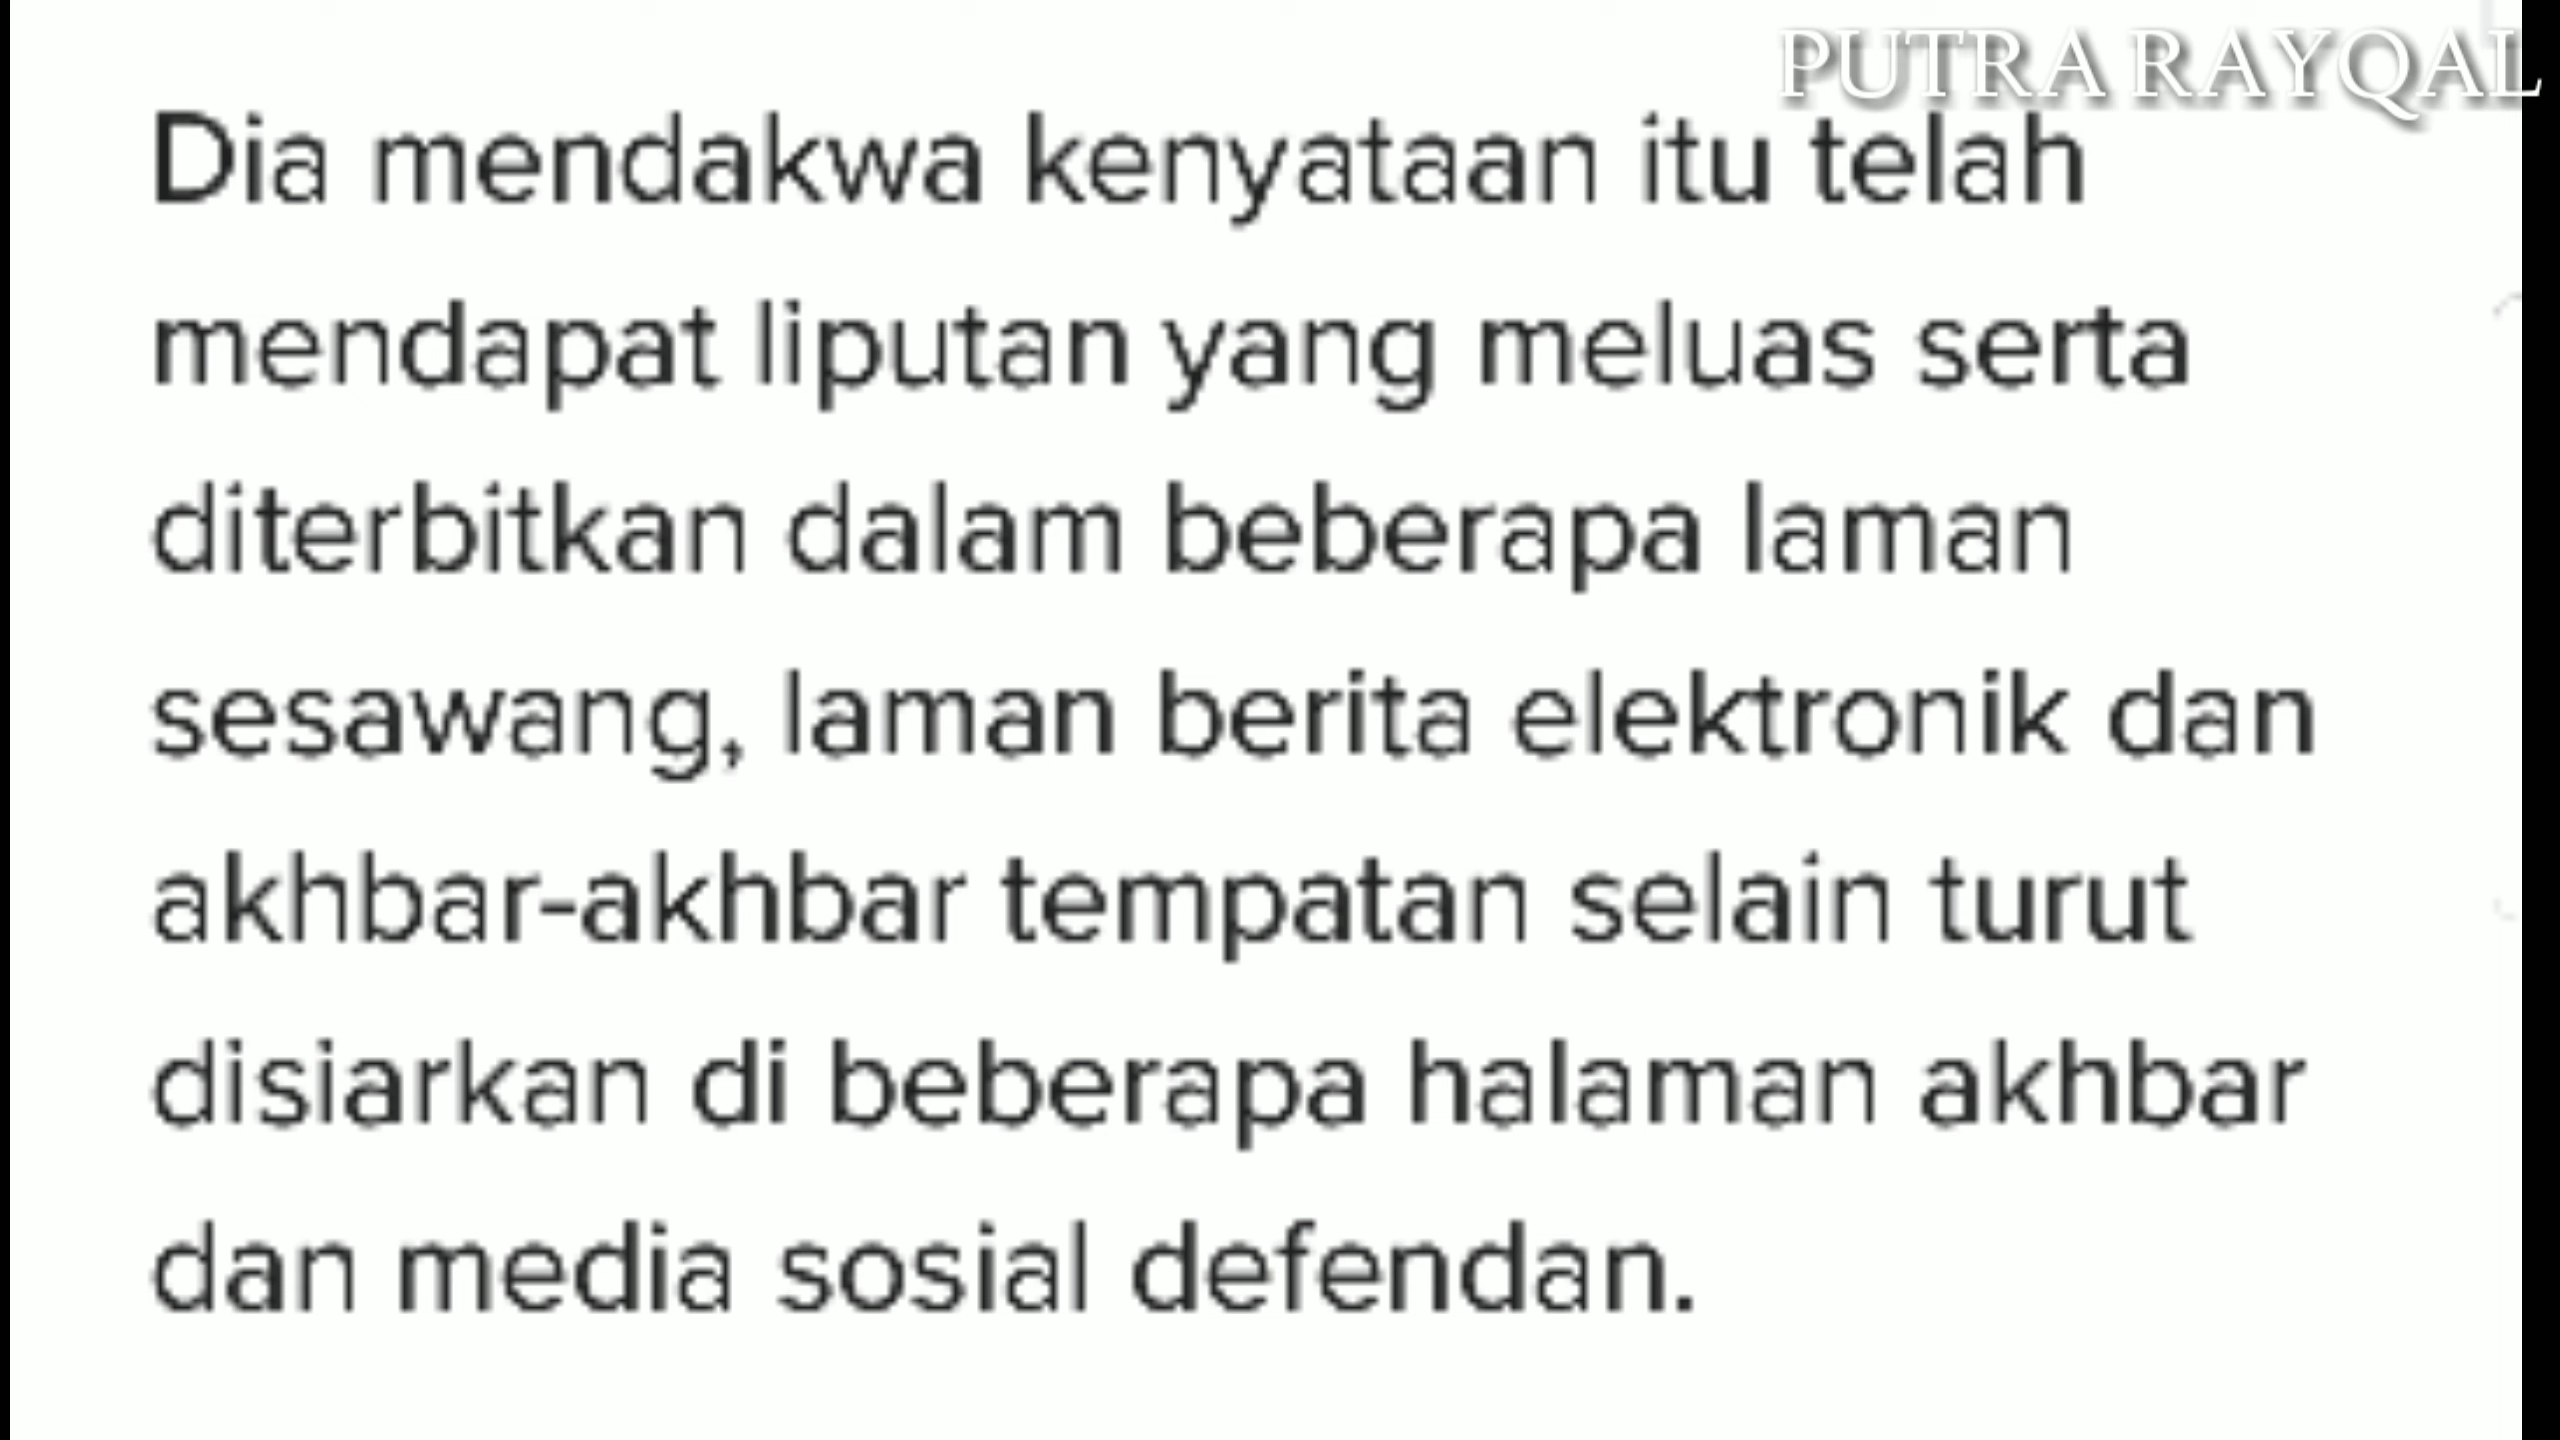 PUTRA RAYQAL
Dia mendakwa kenyataan itu telah
mendapat liputan yang meluas serta
diterbitkan dalam beberapa laman
sesawang, laman berita elektronik dan
akhbar-akhbar tempatan selain turut
disiarkan di beberapa halaman akhbar
dan media sosial defendan.